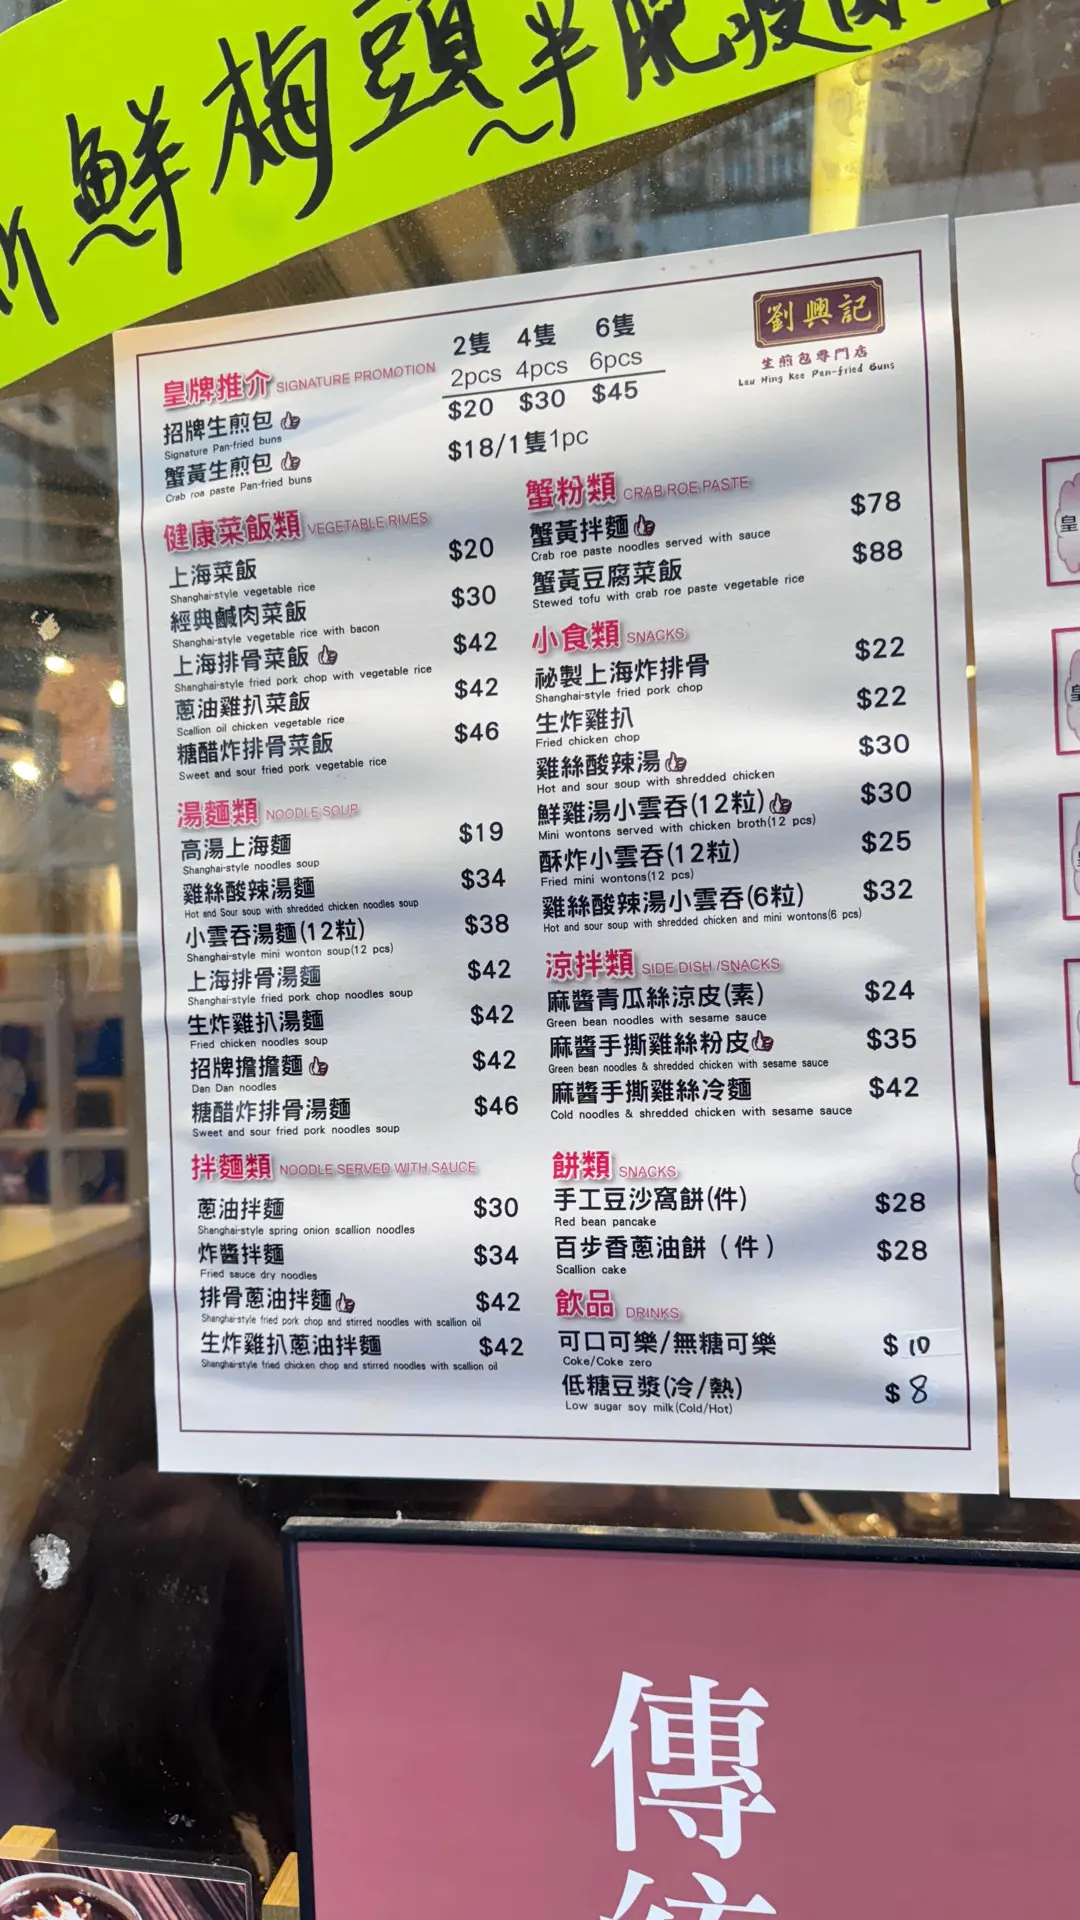 鮮梅頭半肥瘦
劉興記
生煎包專門店
Lau Hing Kee Pan-fried Buns
2隻 4隻 6隻
2pcs 4pcs 6pcs
皇牌推介 SIGNATURE PROMOTION
招牌生煎包 $20 $30 $45
Signature Pan-fried buns
蟹黃生煎包 $18/1隻1pc
Crab roe paste Pan-fried buns
健康菜飯類 VEGETABLE RIVES
上海菜飯 $20
Shanghai-style vegetable rice
經典鹹肉菜飯 $30
Shanghai-style vegetable rice with bacon
上海排骨菜飯 $42
Shanghai-style fried pork chop with vegetable rice
蔥油雞扒菜飯 $42
Scallion oil chicken vegetable rice
糖醋炸排骨菜飯 $46
Sweet and sour fried pork vegetable rice
湯麵類 NOODLE SOUP
高湯上海麵 $19
Shanghai-style noodles soup
雞絲酸辣湯麵 $34
Hot and Sour soup with shredded chicken noodles soup
小雲吞湯麵(12粒) $38
Shanghai-style mini wonton soup(12 pcs)
上海排骨湯麵 $42
Shanghai-style fried pork chop noodles soup
生炸雞扒湯麵 $42
Fried chicken noodles soup
招牌擔擔麵 $42
Dan Dan noodles
糖醋炸排骨湯麵 $46
Sweet and sour fried pork noodles soup
拌麵類 NOODLE SERVED WITH SAUCE
蔥油拌麵 $30
Shanghai-style spring onion scallion noodles
炸醬拌麵 $34
Fried sauce dry noodles
排骨蔥油拌麵 $42
Shanghai-style fried pork chop and stirred noodles with scallion oil
生炸雞扒蔥油拌麵 $42
Shanghai-style fried chicken chop and stirred noodles with scallion oil
蟹粉類 CRAB ROE PASTE
蟹黃拌麵 $78
Crab roe paste noodles served with sauce
蟹黃豆腐菜飯 $88
Stewed tofu with crab roe paste vegetable rice
小食類 SNACKS
祕製上海炸排骨 $22
Shanghai-style fried pork chop
生炸雞扒 $22
Fried chicken chop
雞絲酸辣湯 $30
Hot and sour soup with shredded chicken
鮮雞湯小雲吞(12粒) $30
Mini wontons served with chicken broth(12 pcs)
酥炸小雲吞(12粒) $25
Fried mini wontons(12 pcs)
雞絲酸辣湯小雲吞(6粒) $32
Hot and sour soup with shredded chicken and mini wontons(6 pcs)
涼拌類 SIDE DISH /SNACKS
麻醬青瓜絲涼皮(素) $24
Green bean noodles with sesame sauce
麻醬手撕雞絲粉皮 $35
Green bean noodles & shredded chicken with sesame sauce
麻醬手撕雞絲冷麵 $42
Cold noodles & shredded chicken with sesame sauce
餅類 SNACKS
手工豆沙窩餅(件) $28
Red bean pancake
百步香蔥油餅(件) $28
Scallion cake
飲品 DRINKS
可口可樂/無糖可樂 $10
Coke/Coke zero
低糖豆漿(冷/熱) $8
Low sugar soy milk(Cold/Hot)
皇
傳